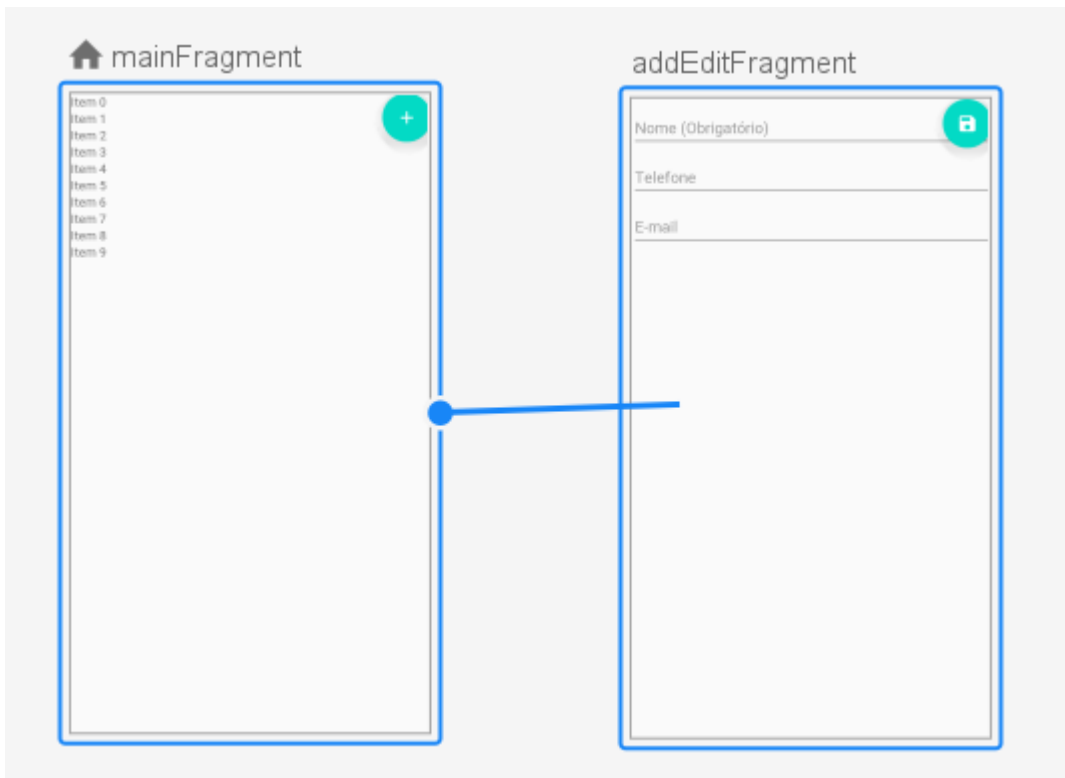 mainFragment
Item 0
Item 1
Item 2
Item 3
Item 4
Item 5
Item 6
Item 7
Item 8
Item 9
addEditFragment
Nome (Obrigatório)
Telefone
E-mail